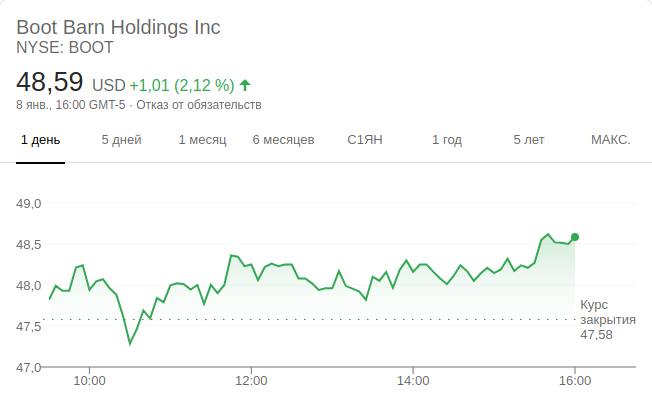 Boot Barn Holdings Inc
NYSE: BOOT
48,59 USD +1,01 (2,12 %)
8 янв., 16:00 GMT-5 · Отказ от обязательств
1 день 5 дней 1 месяц 6 месяцев С1ЯН 1 год 5 лет МАКС.
49,0
48,5
48,0
47,5
47,0
Курс
закрытия
47,58
10:00 12:00 14:00 16:00